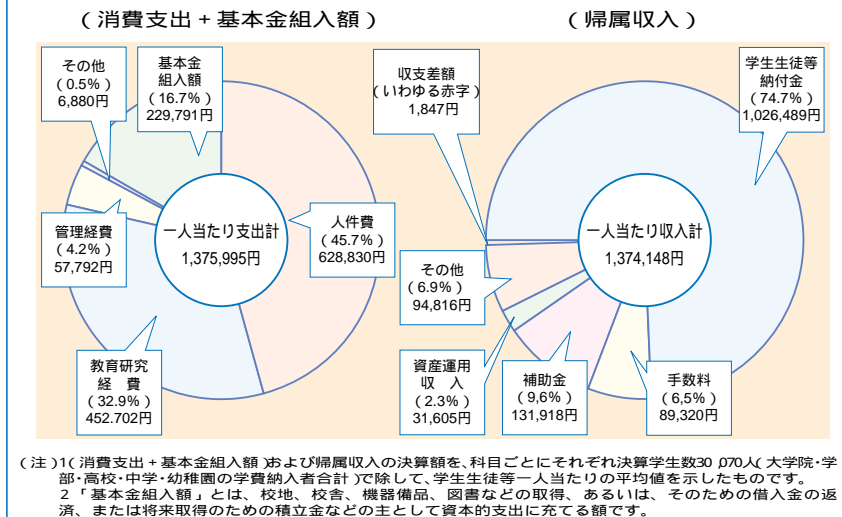 （消費支出＋基本金組入額）
（帰属収入）
その他
（0.5%）
6,880円
基本金
組入額
（16.7%）
229,791円
管理経費
（4.2%）
57,792円
一人当たり支出計
1,375,995円
人件費
（45.7%）
628,830円
教育研究
経　費
（32.9%）
452.702円
収支差額
（いわゆる赤字）
1,847円
学生生徒等
納付金
（74.7%）
1,026,489円
一人当たり収入計
1,374,148円
その他
（6.9%）
94,816円
資産運用
収　入
（2.3%）
31,605円
補助金
（9,6%）
131,918円
手数料
（6,5%）
89,320円
（注）1（消費支出＋基本金組入額）および帰属収入の決算額を、科目ごとにそれぞれ決算学生数30,070人（大学院・学
部・高校・中学・幼稚園の学費納入者合計）で除して、学生生徒等一人当たりの平均値を示したものです。
2「基本金組入額」とは、校地、校舎、機器備品、図書などの取得、あるいは、そのための借入金の返
済、または将来取得のための積立金などの主として資本的支出に充てる額です。